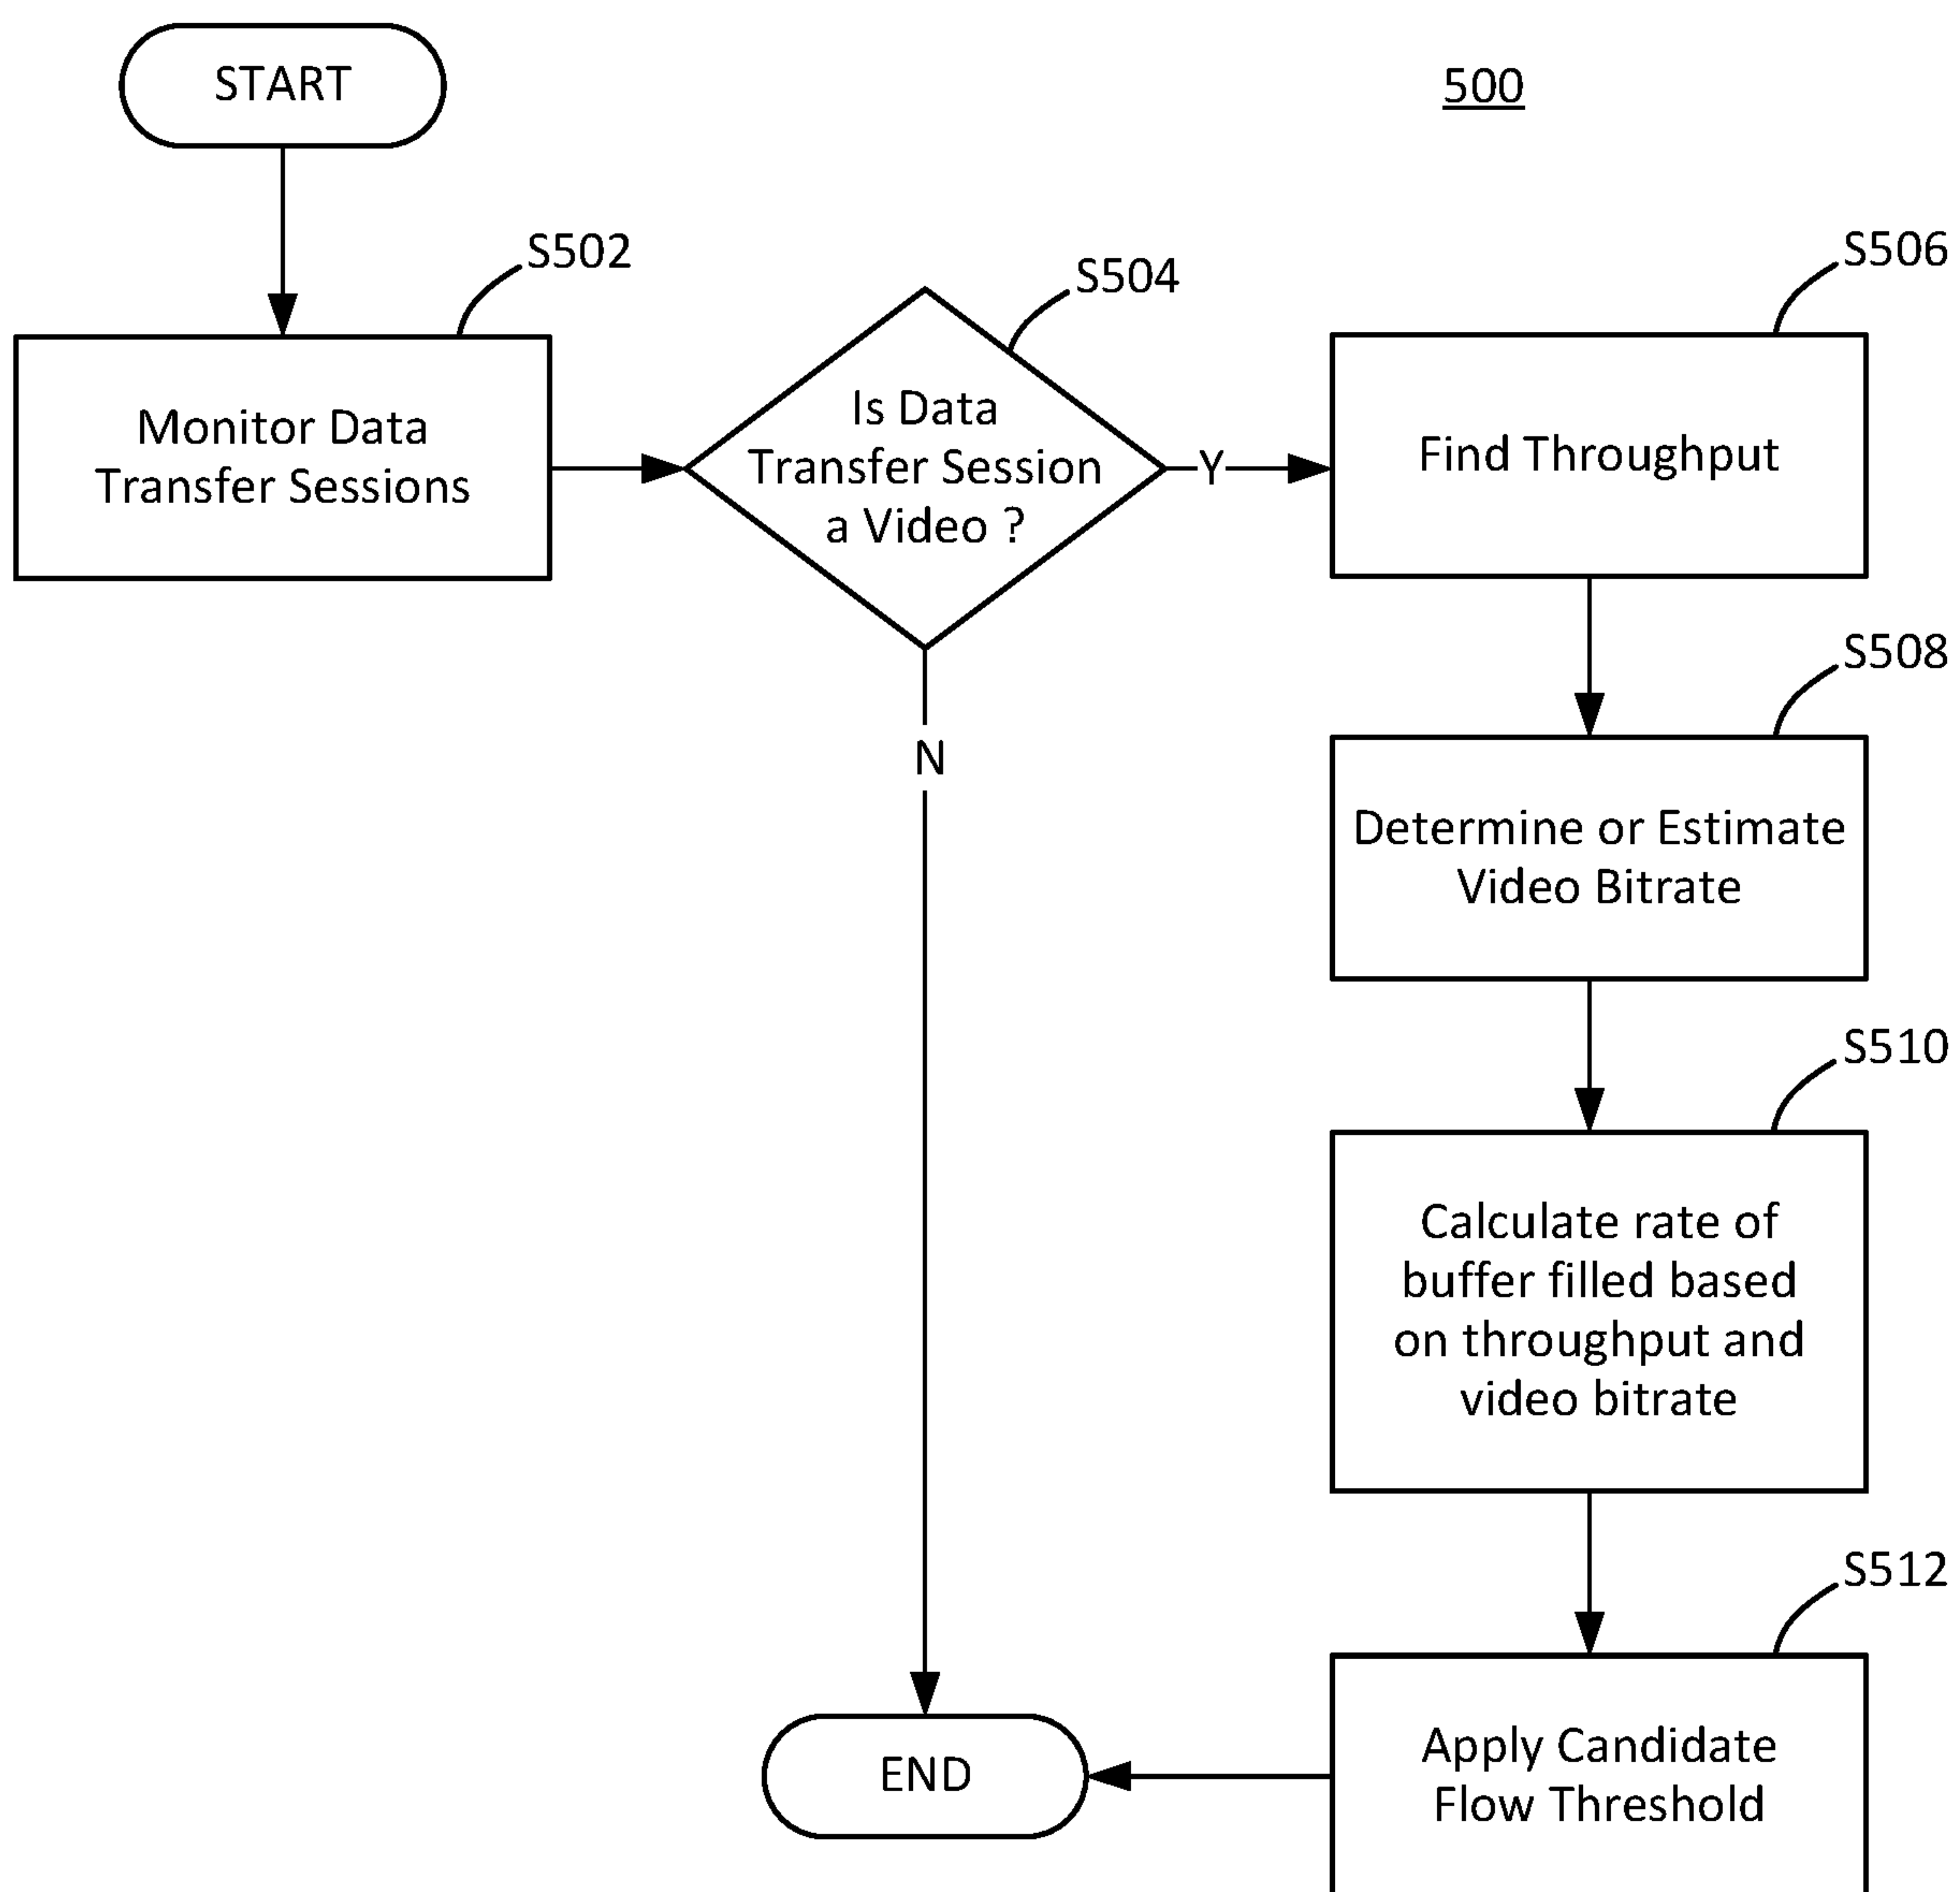 START
500
S502
Monitor Data
Transfer Sessions
S504
Is Data
Transfer Session
a Video ?
Y
N
S506
Find Throughput
S508
Determine or Estimate
Video Bitrate
S510
Calculate rate of
buffer filled based
on throughput and
video bitrate
S512
Apply Candidate
Flow Threshold
END